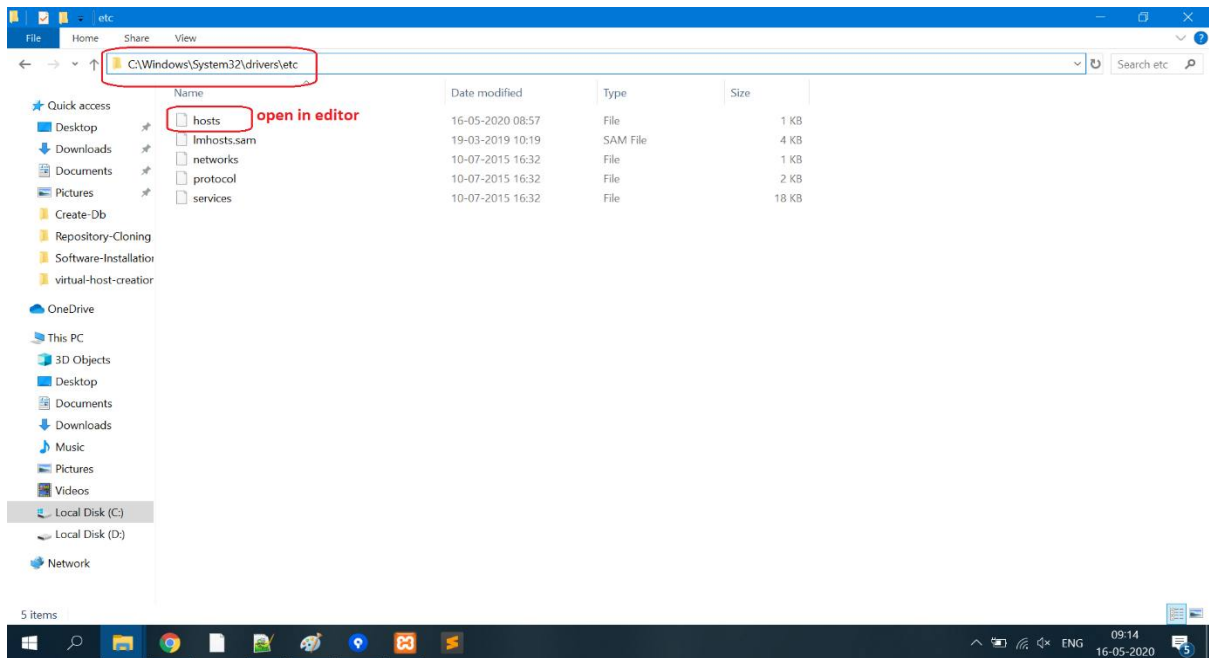 etc
File Home Share View
C:\Windows\System32\drivers\etc
Search etc
Name Date modified Type Size
hosts 16-05-2020 08:57 File 1 KB
open in editor
lmhosts.sam 19-03-2019 10:19 SAM File 4 KB
networks 10-07-2015 16:32 File 1 KB
protocol 10-07-2015 16:32 File 2 KB
services 10-07-2015 16:32 File 18 KB
Quick access
Desktop
Downloads
Documents
Pictures
Create-Db
Repository-Cloning
Software-Installation
virtual-host-creation
OneDrive
This PC
3D Objects
Desktop
Documents
Downloads
Music
Pictures
Videos
Local Disk (C:)
Local Disk (D:)
Network
5 items
ENG
09:14
16-05-2020
5